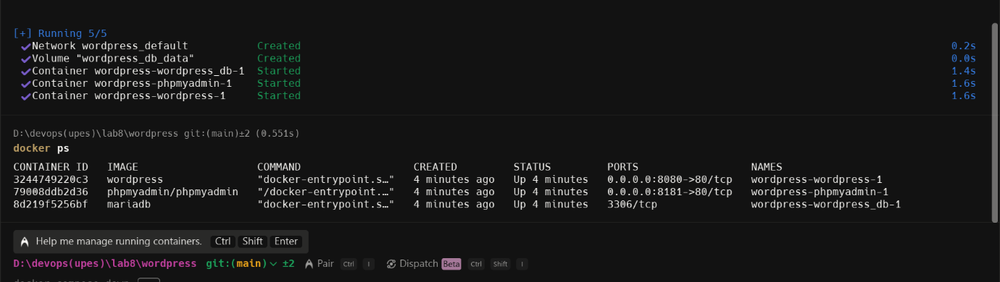 [+] Running 5/5
✔Network wordpress_default Created 0.2s
✔Volume "wordpress_db_data" Created 0.0s
✔Container wordpress-wordpress_db-1 Started 1.4s
✔Container wordpress-phpmyadmin-1 Started 1.6s
✔Container wordpress-wordpress-1 Started 1.6s
D:\devops(upes)\lab8\wordpress git:(main)±2 (0.551s)
docker ps
CONTAINER ID IMAGE COMMAND CREATED STATUS PORTS NAMES
3244749220c3 wordpress "docker-entrypoint.s…" 4 minutes ago Up 4 minutes 0.0.0.0:8080->80/tcp wordpress-wordpress-1
79008ddb2d36 phpmyadmin/phpmyadmin "/docker-entrypoint.…" 4 minutes ago Up 4 minutes 0.0.0.0:8181->80/tcp wordpress-phpmyadmin-1
8d219f5256bf mariadb "docker-entrypoint.s…" 4 minutes ago Up 4 minutes 3306/tcp wordpress-wordpress_db-1
Help me manage running containers. Ctrl Shift Enter
D:\devops(upes)\lab8\wordpress git:(main) ±2 Pair Ctrl I Dispatch Beta Ctrl Shift I